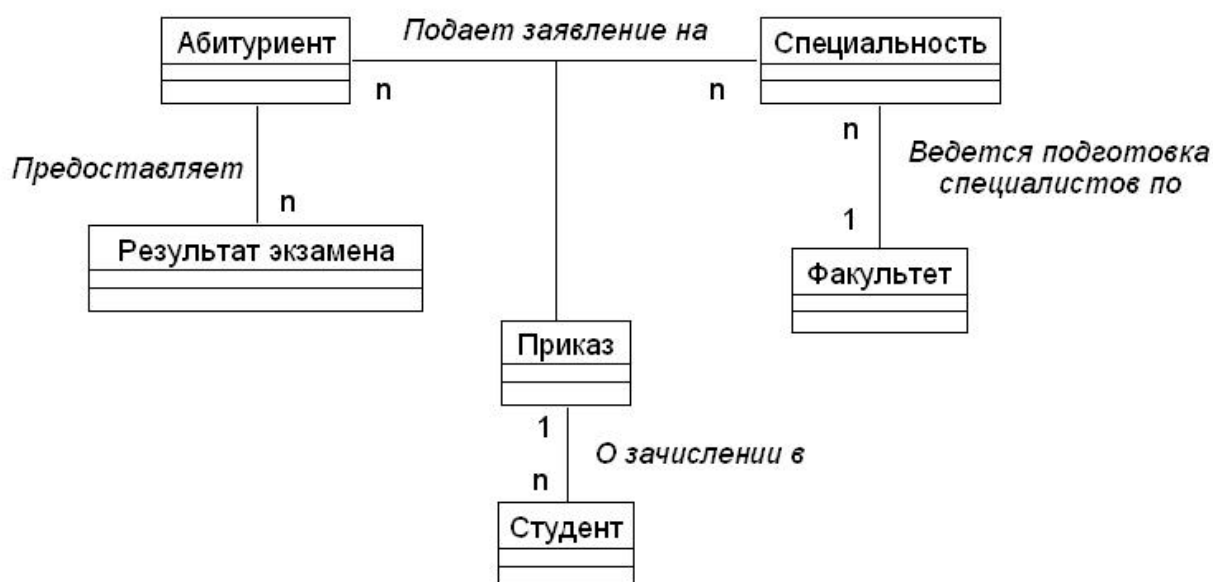 Абитуриент
Подает заявление на
Специальность
n
n
n
Предоставляет
Ведется подготовка
специалистов по
n
1
Результат экзамена
Факультет
Приказ
1
О зачислении в
n
Студент